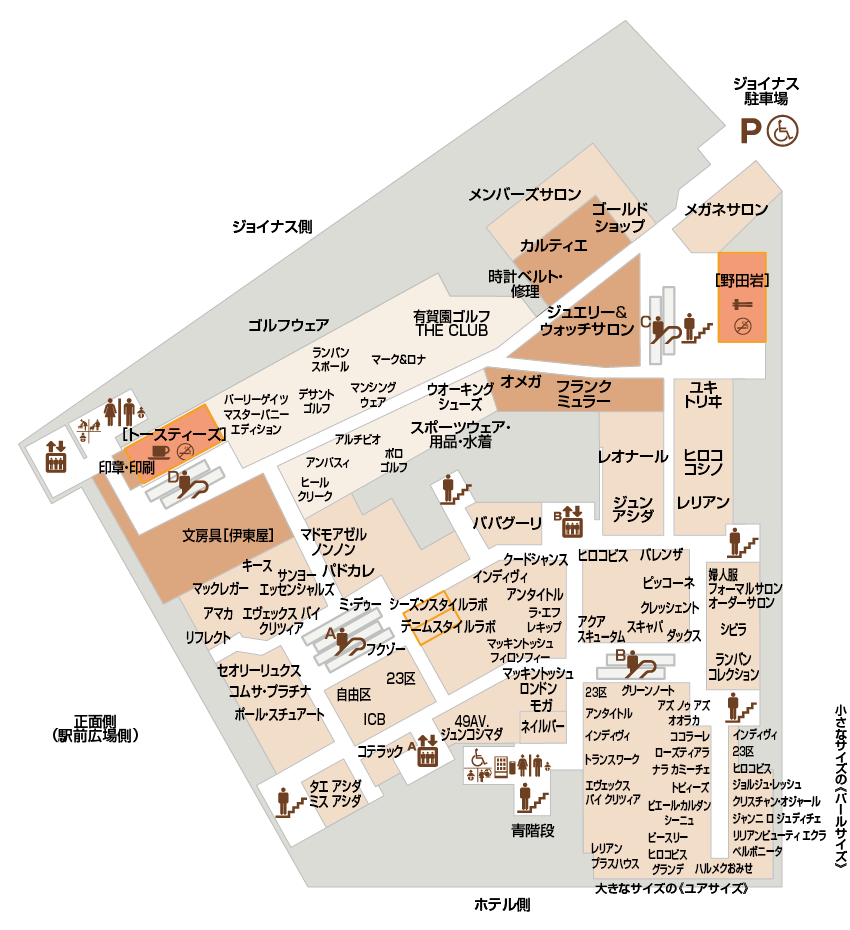 ジョイナス
駐車場
P
メンバーズサロン
ゴールド
ショップ
メガネサロン
ジョイナス側
カルティエ
時計ベルト・
修理
[野田岩]
ジュエリー&
ウォッチサロン
C
ゴルフウェア
有賀園ゴルフ
THE CLUB
ランバン
スポール
マーク&ロナ
バーリーゲイツ
マスターバニー
エディション
デサント
ゴルフ
マンシング
ウェア
ウオーキング
シューズ
オメガ
フランク
ミュラー
ユキ
トリヰ
[トースティーズ]
印章・印刷
D
アルチビオ
アンパスィ
ポロ
ゴルフ
ヒール
クリーク
スポーツウェア・
用品・水着
レオナール
ヒロコ
コシノ
ジュン
アシダ
レリアン
文房具[伊東屋]
マドモアゼル
ノンノン
パドカレ
ババグーリ
B
キース
サンヨー
エッセンシャルズ
マックレガー
アマカ
エヴェックス バイ
クリツィア
リフレクト
ミ・デゥー
シーズンスタイルラボ
デニムスタイルラボ
A
フクゾー
クードシャンス
インディヴィ
アンタイトル
ラ・エフ
レキップ
マッキントッシュ
フィロソフィー
マッキントッシュ
ロンドン
モガ
ネイルバー
ヒロコビス
バレンザ
ピッコーネ
クレッシェント
アクア
スキュータム
スキャパ
ダックス
婦人服
フォーマルサロン
オーダーサロン
シビラ
ランバン
コレクション
B
セオリーリュクス
コムサ・プラチナ
ポール・スチュアート
自由区
23区
ICB
49AV.
ジュンコシマダ
コテラック
A
タエ アシダ
ミス アシダ
正面側
(駅前広場側)
青階段
23区
グリーンノート
アンタイトル
アズ ノゥ アズ
オオラカ
インディヴィ
ココラーレ
トランスワーク
ローズティアラ
ナラ カミーチェ
エヴェックス
バイ クリツィア
トビィーズ
ピエール・カルダン
シーニュ
ピースリー
レリアン
プラスハウス
ヒロコビス
グランデ
ハルメクおみせ
大きなサイズの《ユアサイズ》
インディヴィ
23区
ヒロコビス
ジョルジュ・レッシュ
クリスチャン・オジャール
ジャンニ ロ ジュディチェ
リリアンビューティ エクラ
ベルポニータ
小さなサイズの《パールサイズ》
ホテル側